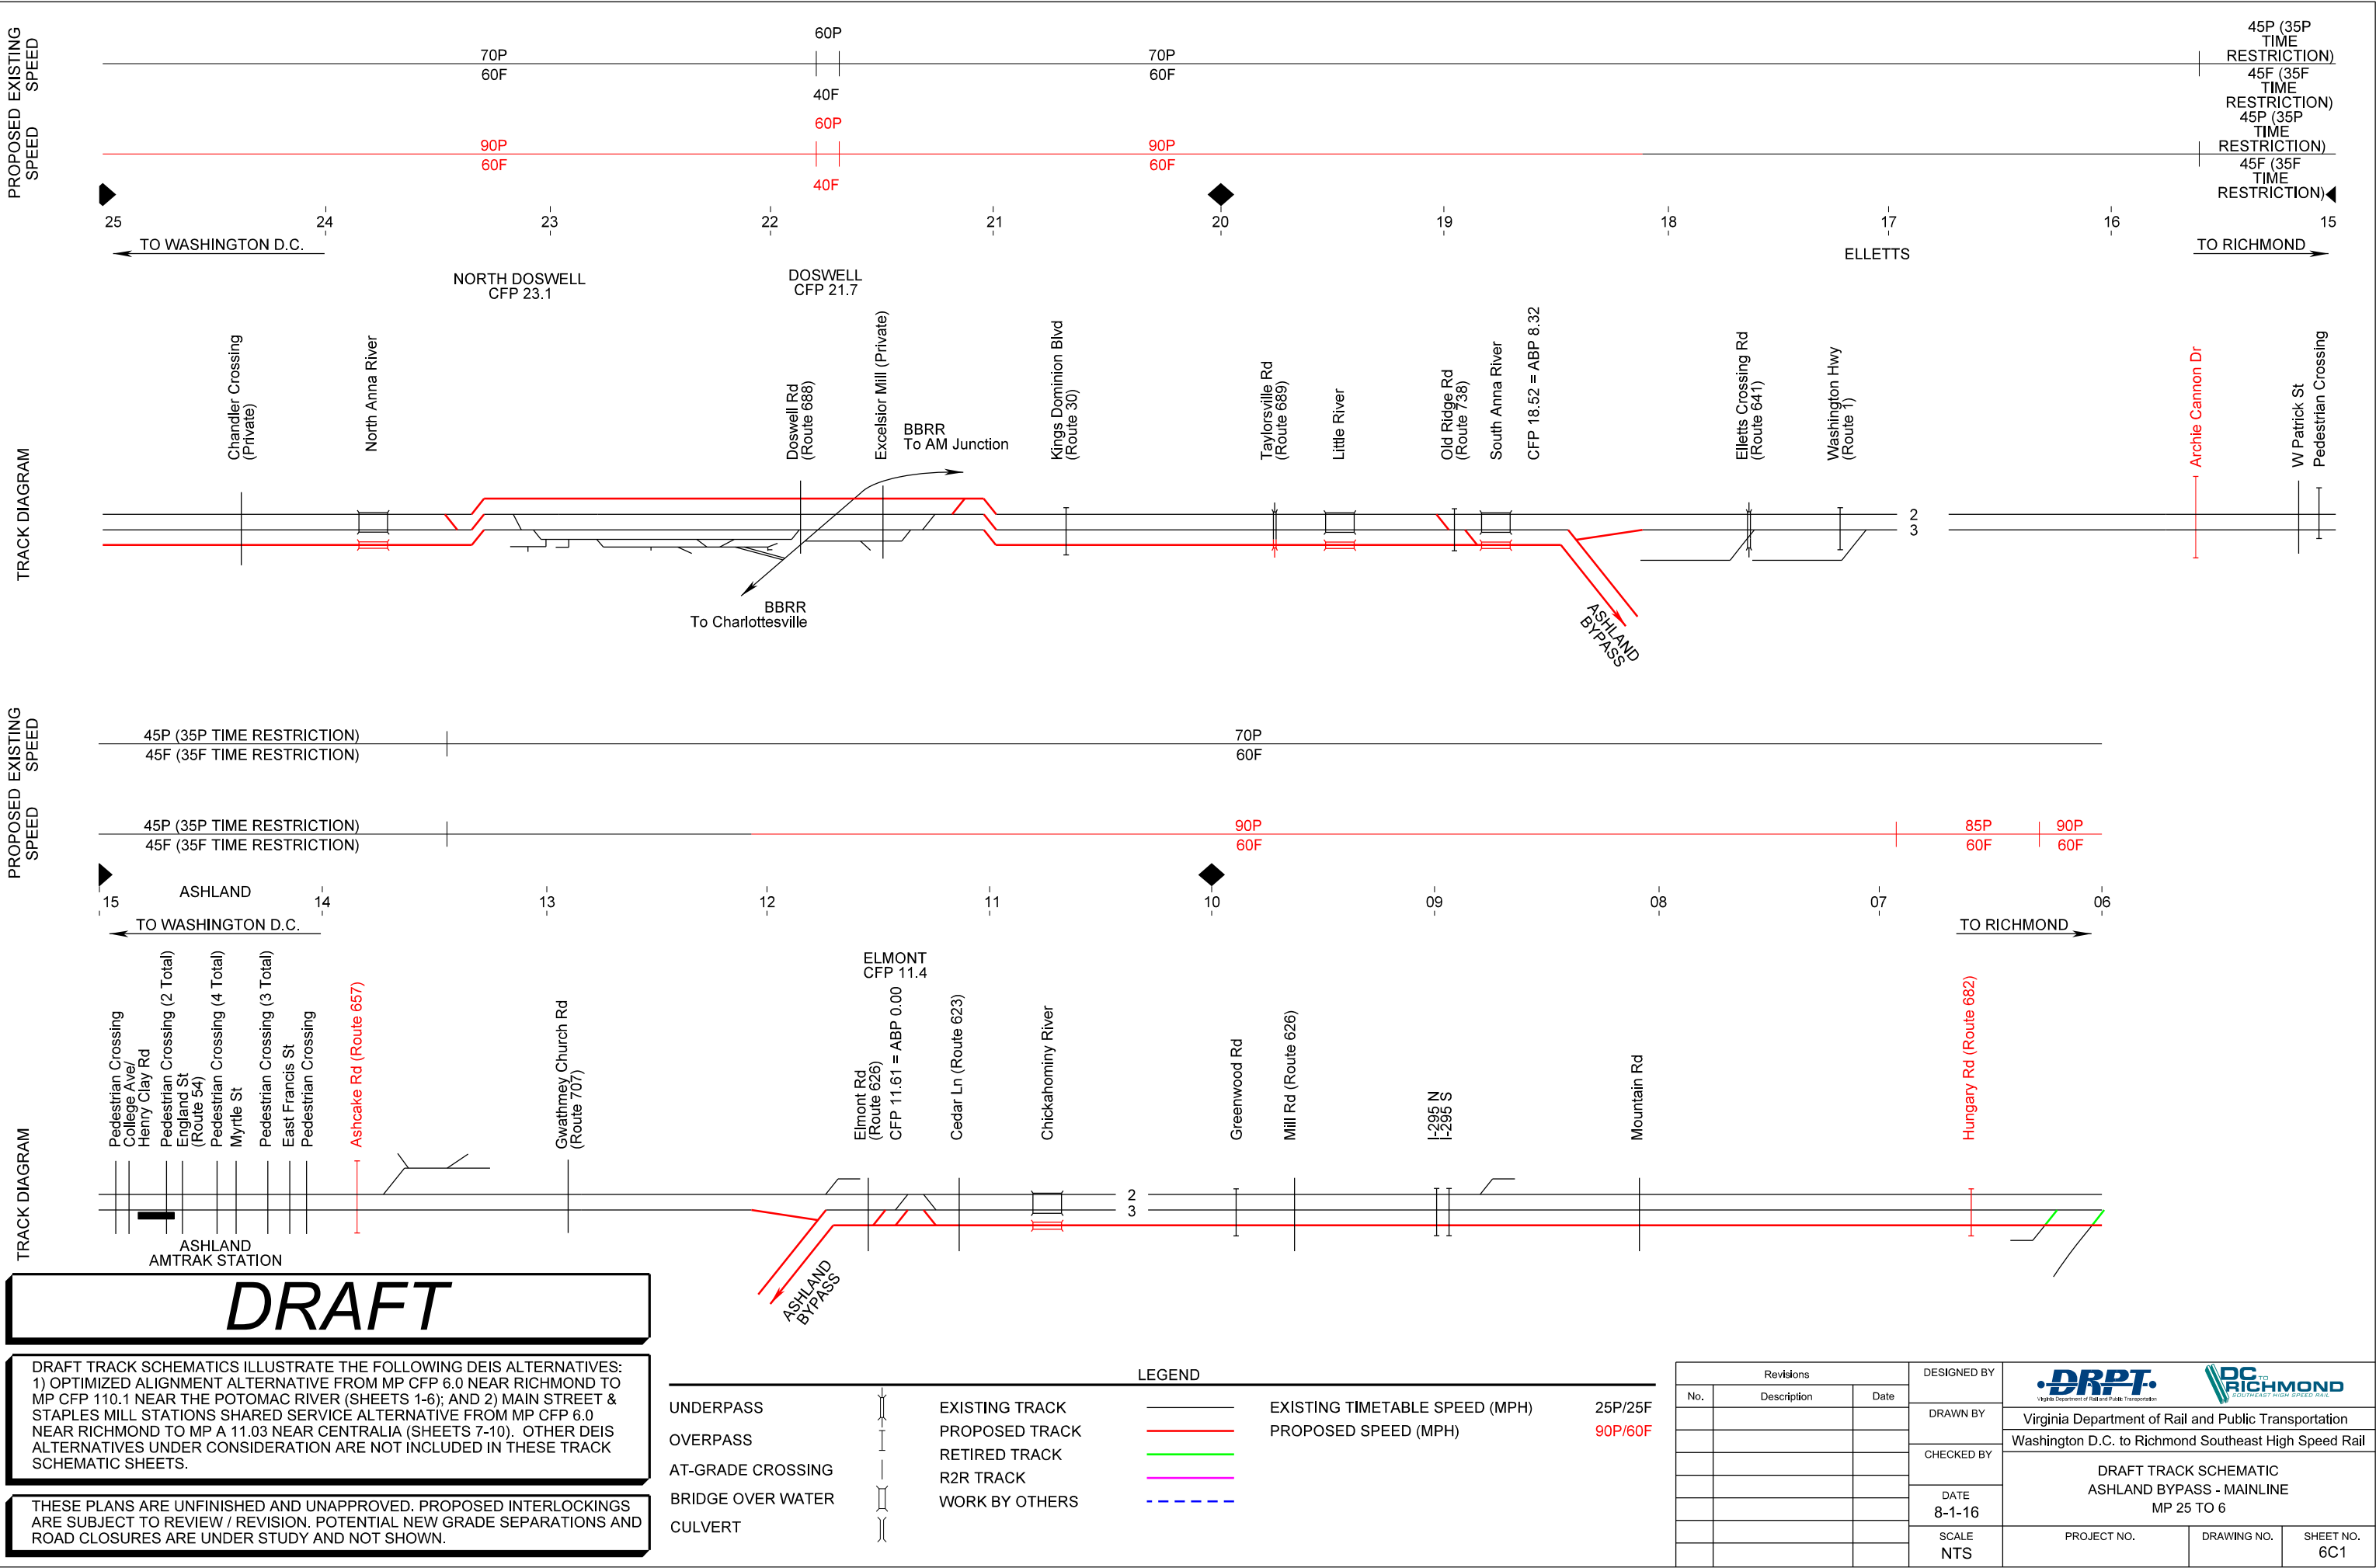 PROPOSED EXISTING
SPEED SPEED
70P
60F
60P
40F
70P
60F
45P (35P
TIME
RESTRICTION)
45F (35F
TIME
RESTRICTION)
90P
60F
60P
40F
90P
60F
45P (35P
TIME
RESTRICTION)
45F (35F
TIME
RESTRICTION)
25
24
23
22
21
20
19
18
17
16
15
TO WASHINGTON D.C.
ELLETTS
TO RICHMOND
NORTH DOSWELL
CFP 23.1
DOSWELL
CFP 21.7
TRACK DIAGRAM
Chandler Crossing
(Private)
North Anna River
Doswell Rd
(Route 688)
Excelsior Mill (Private)
BBRR
To AM Junction
Kings Dominion Blvd
(Route 30)
Taylorsville Rd
(Route 689)
Little River
Old Ridge Rd
(Route 738)
South Anna River
CFP 18.52 = ABP 8.32
Elletts Crossing Rd
(Route 641)
Washington Hwy
(Route 1)
Archie Cannon Dr
W Patrick St
Pedestrian Crossing
2
3
BBRR
To Charlottesville
ASHLAND
BYPASS
PROPOSED EXISTING
SPEED SPEED
45P (35P TIME RESTRICTION)
45F (35F TIME RESTRICTION)
70P
60F
45P (35P TIME RESTRICTION)
45F (35F TIME RESTRICTION)
90P
60F
85P
60F
90P
60F
15
ASHLAND
14
13
12
11
10
09
08
07
06
TO WASHINGTON D.C.
TO RICHMOND
ELMONT
CFP 11.4
TRACK DIAGRAM
Pedestrian Crossing
College Ave/
Henry Clay Rd
Pedestrian Crossing (2 Total)
England St
(Route 54)
Pedestrian Crossing (4 Total)
Myrtle St
Pedestrian Crossing (3 Total)
East Francis St
Pedestrian Crossing
Ashcake Rd (Route 657)
Gwathmey Church Rd
(Route 707)
Elmont Rd
(Route 626)
CFP 11.61 = ABP 0.00
Cedar Ln (Route 623)
Chickahominy River
Greenwood Rd
Mill Rd (Route 626)
I-295 N
I-295 S
Mountain Rd
Hungary Rd (Route 682)
2
3
ASHLAND
AMTRAK STATION
ASHLAND
BYPASS
DRAFT
DRAFT TRACK SCHEMATICS ILLUSTRATE THE FOLLOWING DEIS ALTERNATIVES:
1) OPTIMIZED ALIGNMENT ALTERNATIVE FROM MP CFP 6.0 NEAR RICHMOND TO
MP CFP 110.1 NEAR THE POTOMAC RIVER (SHEETS 1-6); AND 2) MAIN STREET &
STAPLES MILL STATIONS SHARED SERVICE ALTERNATIVE FROM MP CFP 6.0
NEAR RICHMOND TO MP A 11.03 NEAR CENTRALIA (SHEETS 7-10). OTHER DEIS
ALTERNATIVES UNDER CONSIDERATION ARE NOT INCLUDED IN THESE TRACK
SCHEMATIC SHEETS.
THESE PLANS ARE UNFINISHED AND UNAPPROVED. PROPOSED INTERLOCKINGS
ARE SUBJECT TO REVIEW / REVISION. POTENTIAL NEW GRADE SEPARATIONS AND
ROAD CLOSURES ARE UNDER STUDY AND NOT SHOWN.
LEGEND
UNDERPASS
OVERPASS
AT-GRADE CROSSING
BRIDGE OVER WATER
CULVERT
EXISTING TRACK
PROPOSED TRACK
RETIRED TRACK
R2R TRACK
WORK BY OTHERS
EXISTING TIMETABLE SPEED (MPH) 25P/25F
PROPOSED SPEED (MPH) 90P/60F
Revisions
No. Description Date
DESIGNED BY
DRAWN BY
CHECKED BY
DATE
8-1-16
SCALE
NTS
DRPT
Virginia Department of Rail and Public Transportation
DC TO
RICHMOND
SOUTHEAST HIGH SPEED RAIL
Virginia Department of Rail and Public Transportation
Washington D.C. to Richmond Southeast High Speed Rail
DRAFT TRACK SCHEMATIC
ASHLAND BYPASS - MAINLINE
MP 25 TO 6
PROJECT NO.
DRAWING NO.
SHEET NO.
6C1